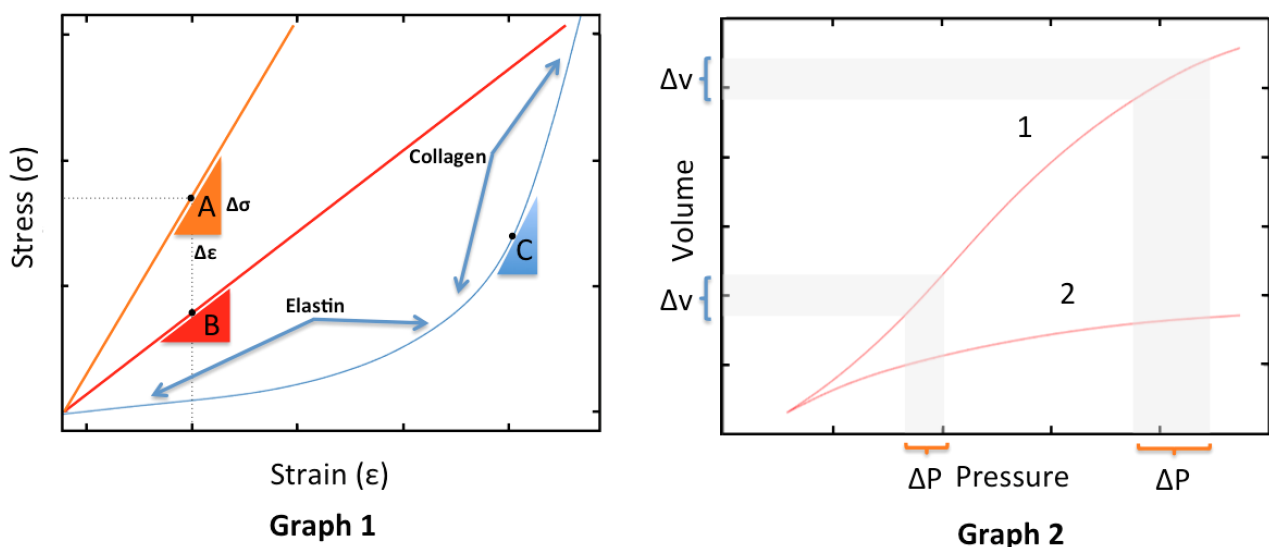 Stress (σ)
A
Δσ
Δε
B
Elastin
Collagen
C
Strain (ε)
Graph 1
Δv
Δv
Volume
1
2
ΔP
Pressure
ΔP
Graph 2